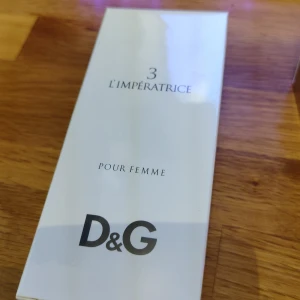 3
L'IMPÉRATRICE
POUR FEMME
D&G